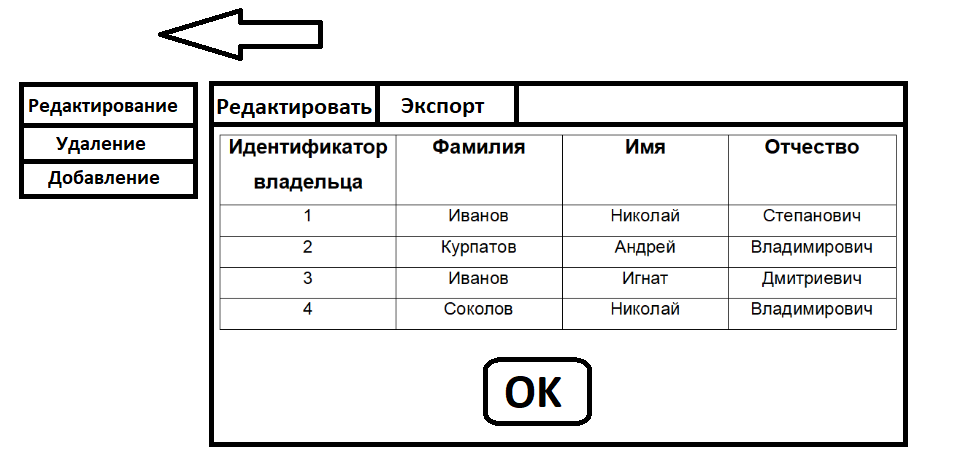 Редактирование
Удаление
Добавление
Редактировать Экспорт
Идентификатор владельца Фамилия Имя Отчество
1 Иванов Николай Степанович
2 Курпатов Андрей Владимирович
3 Иванов Игнат Дмитриевич
4 Соколов Николай Владимирович
OK